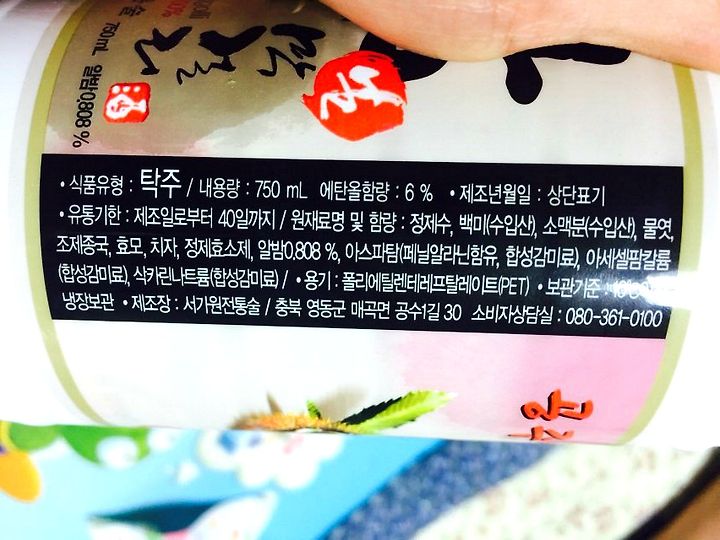 750mL 알밤0.808%
• 식품유형 : 탁주 / 내용량 : 750 mL 에탄올함량 : 6 % • 제조년월일 : 상단표기
• 유통기한 : 제조일로부터 40일까지 / 원재료명 및 함량 : 정제수, 백미(수입산), 소맥분(수입산), 물엿,
조제종국, 효모, 치자, 정제효소제, 알밤0.808 %, 아스파탐(페닐알라닌함유, 합성감미료), 아세셀팜칼륨
(합성감미료), 삭카린나트륨(합성감미료) / • 용기 : 폴리에틸렌테레프탈레이트(PET) • 보관기준 :
냉장보관 • 제조장 : 서가원전통술 / 충북 영동군 매곡면 공수1길 30 소비자상담실 : 080-361-0100